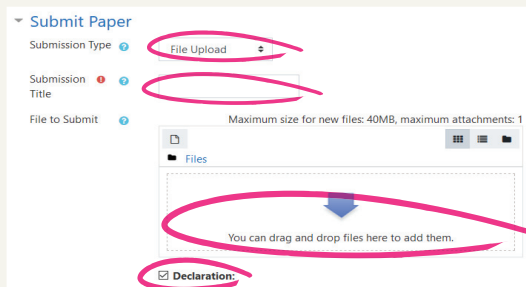 Submit Paper
Submission Type
File Upload
Submission
Title
File to Submit
Maximum size for new files: 40MB, maximum attachments: 1
Files
You can drag and drop files here to add them.
Declaration: